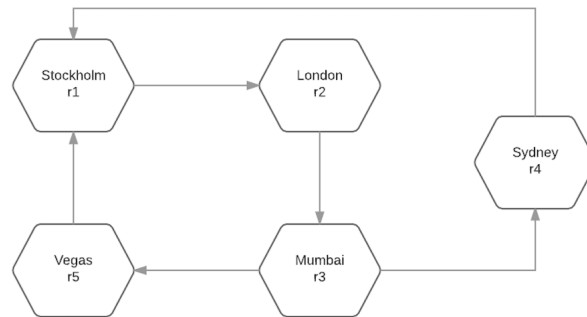 Stockholm
r1
London
r2
Sydney
r4
Vegas
r5
Mumbai
r3